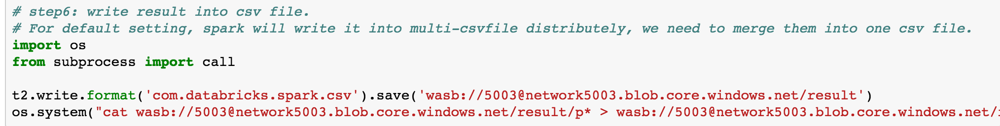 # step6: write result into csv file.
# For default setting, spark will write it into multi-csvfile distributely, we need to merge them into one csv file.
import os
from subprocess import call
t2.write.format('com.databricks.spark.csv').save('wasb://5003@network5003.blob.core.windows.net/result')
os.system("cat wasb://5003@network5003.blob.core.windows.net/result/p* > wasb://5003@network5003.blob.core.windows.net/